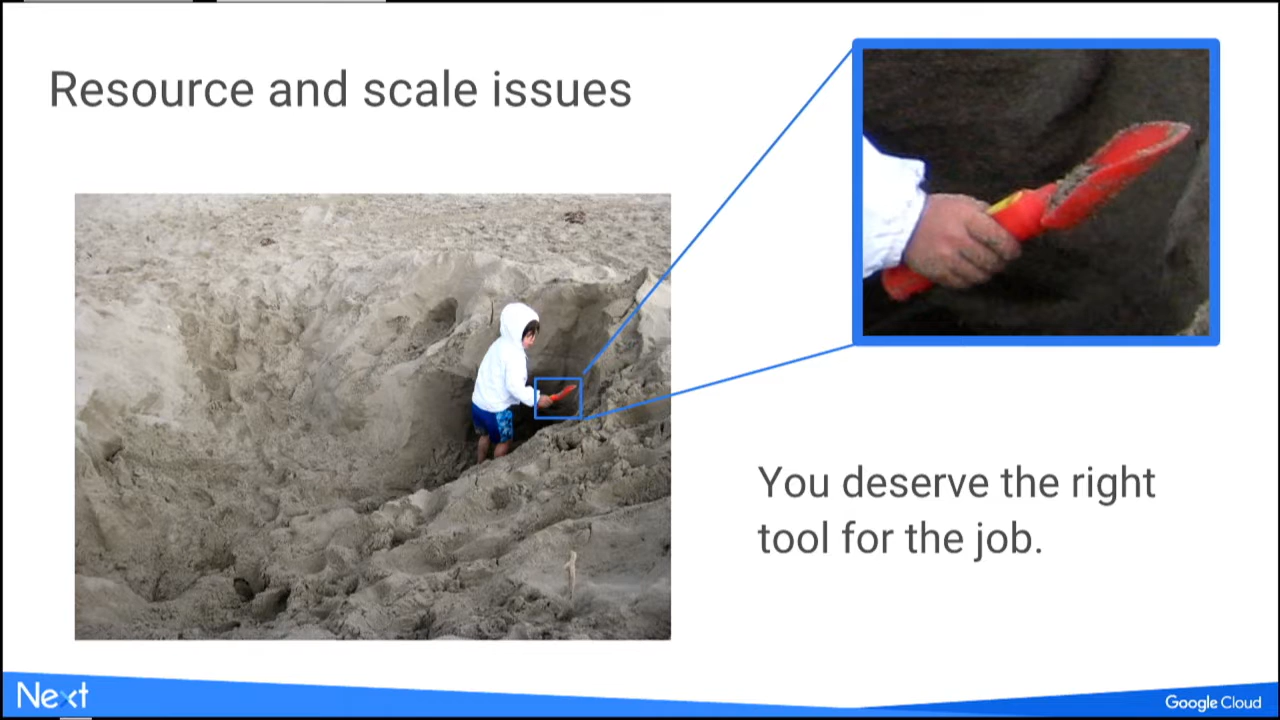 Resource and scale issues
You deserve the right
tool for the job.
Next
Google Cloud